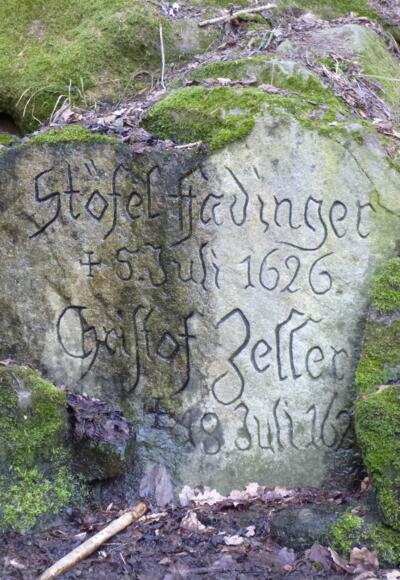 Stöfel Fadinger
+ 5. Juli 1626.
Christof Zeller
+ 18 Juli 162